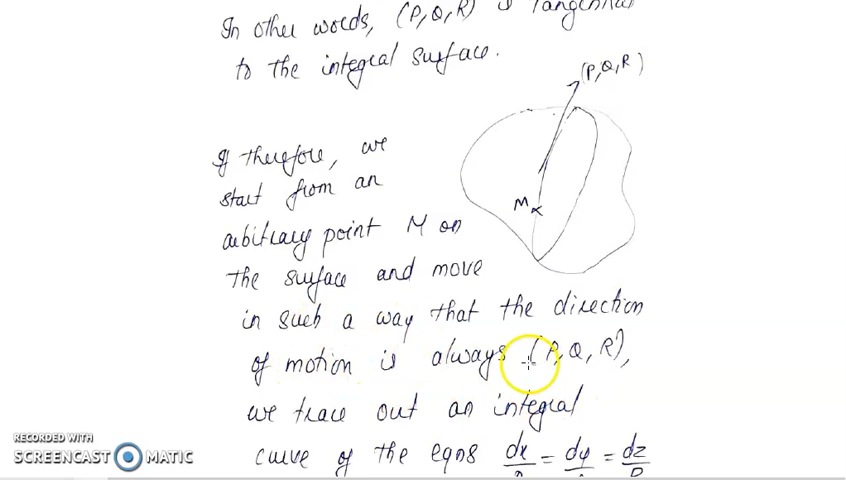 In other words, (P, Q, R) is Tangential
to the integral surface.
(P, Q, R)
If therefore, we
start from an
arbitrary point M on
M
the surface and move
in such a way that the direction
of motion is always (P, Q, R),
we trace out an integral
curve of the eqns dx/P = dy/ = dz/R
RECORDED WITH
SCREENCAST MATIC